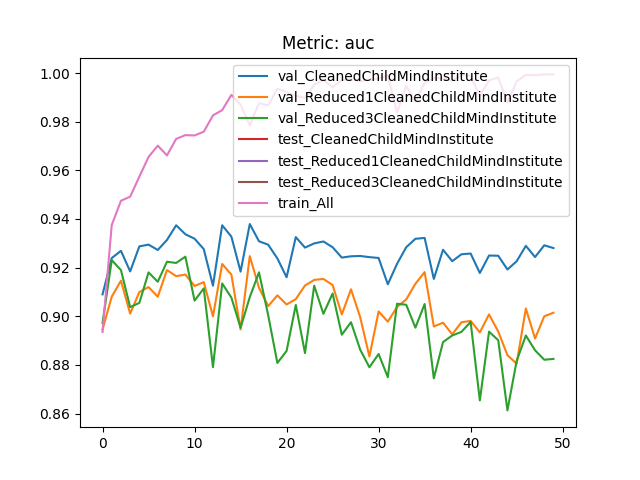 Metric: auc
1.00
0.98
0.96
0.94
0.92
0.90
0.88
0.86
val_CleanedChildMindInstitute
val_Reduced1CleanedChildMindInstitute
val_Reduced3CleanedChildMindInstitute
test_CleanedChildMindInstitute
test_Reduced1CleanedChildMindInstitute
test_Reduced3CleanedChildMindInstitute
train_All
0 10 20 30 40 50